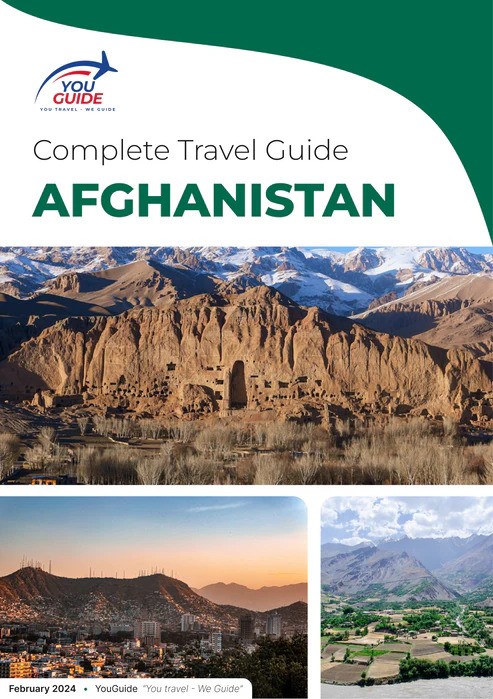 YOU
GUIDE
YOU TRAVEL - WE GUIDE
Complete Travel Guide
AFGHANISTAN
February 2024 • YouGuide "You travel - We Guide"